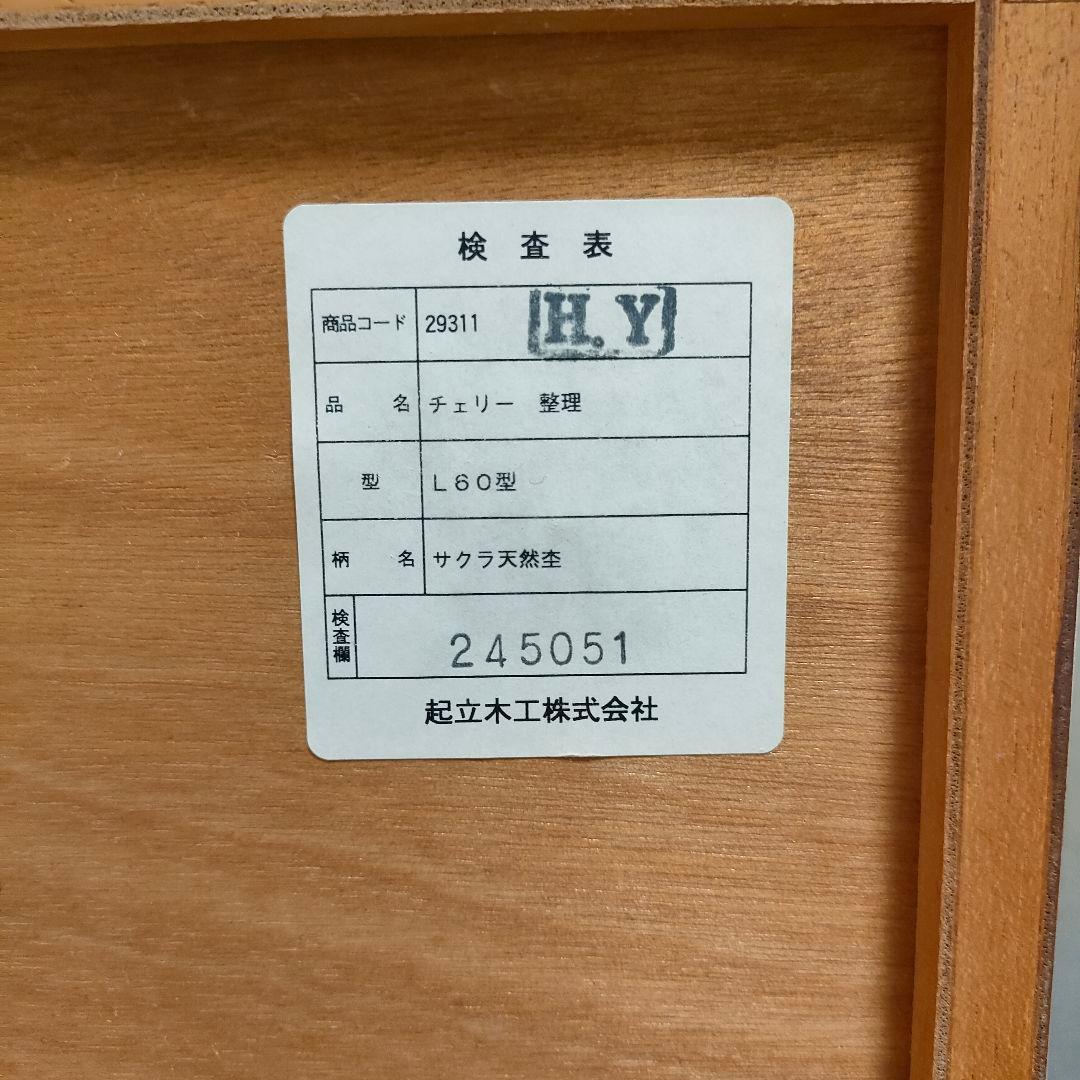 検 査 表
商品コード 29311 H.Y
品 名 チェリー 整理
型 L60型
柄 名 サクラ天然杢
検査欄 245051
起立木工株式会社